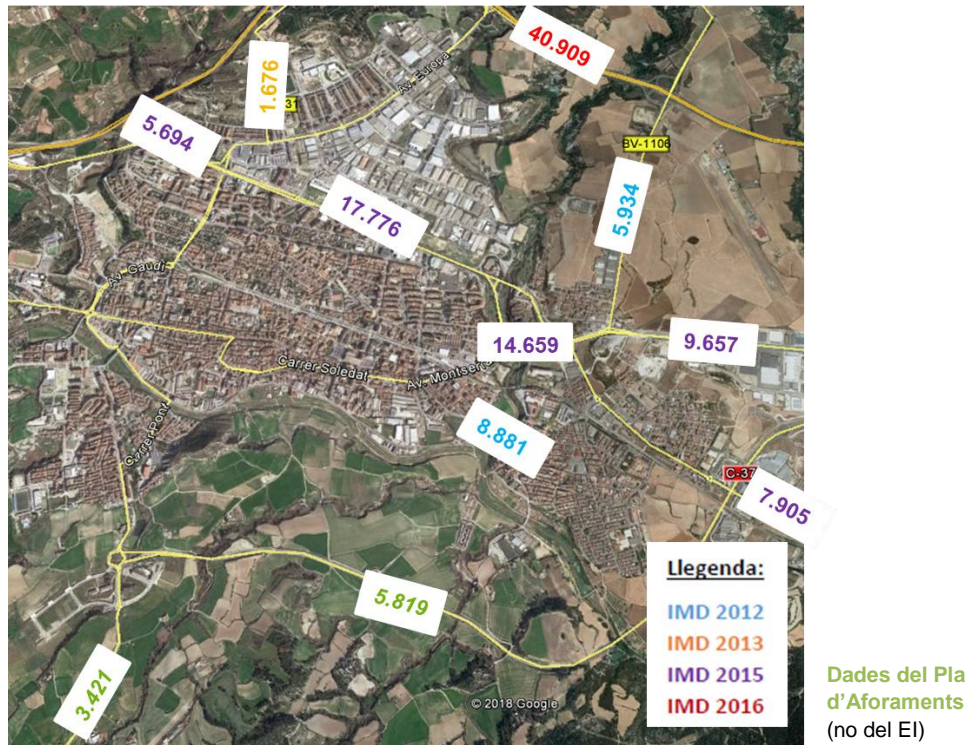 40.909
1.676
31
Av. Europa
5.694
BV-1106
17.776
5.934
Av. Gaudí
14.659
9.657
Carrer Soledat
Av. Montserrat
8.881
Carrer Pont
C-37
7.905
Llegenda:
IMD 2012
IMD 2013
IMD 2015
IMD 2016
5.819
3.421
© 2018 Google
Dades del Pla
d'Aforaments
(no del EI)